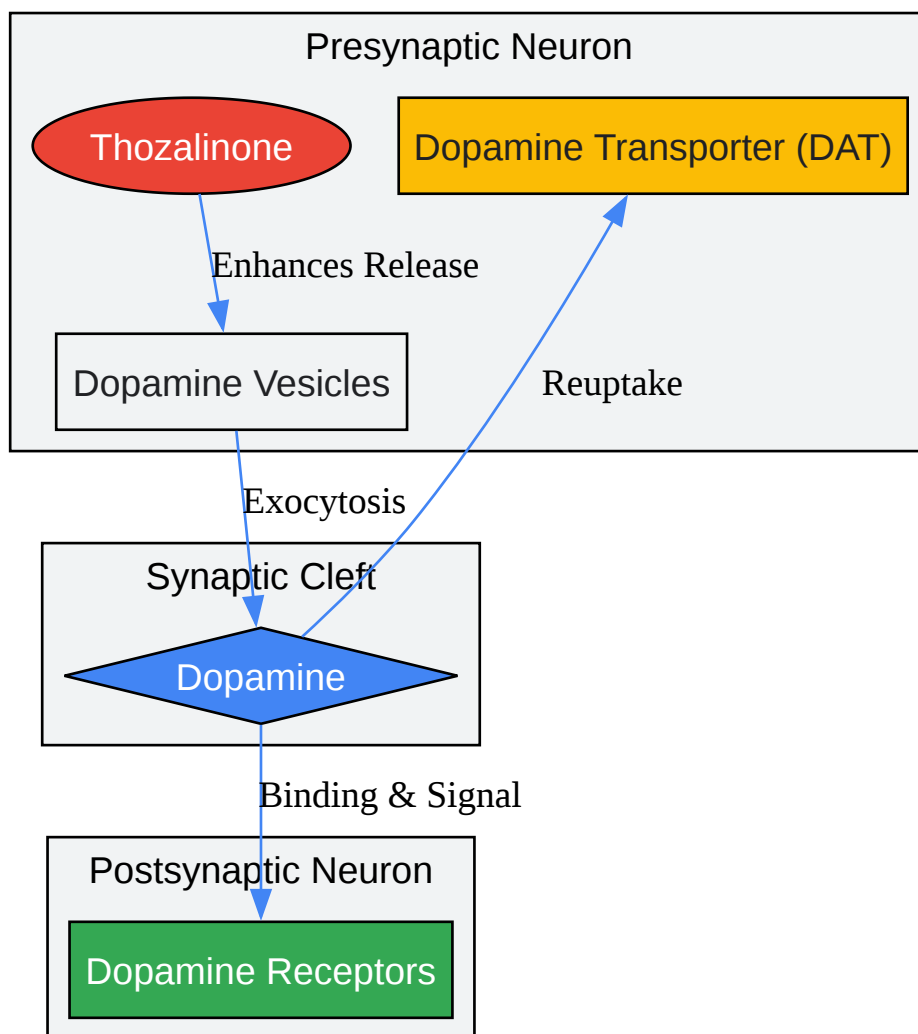 Presynaptic Neuron
Thozalinone
Dopamine Transporter (DAT)
Enhances Release
Dopamine Vesicles
Reuptake
Exocytosis
Synaptic Cleft
Dopamine
Binding & Signal
Postsynaptic Neuron
Dopamine Receptors